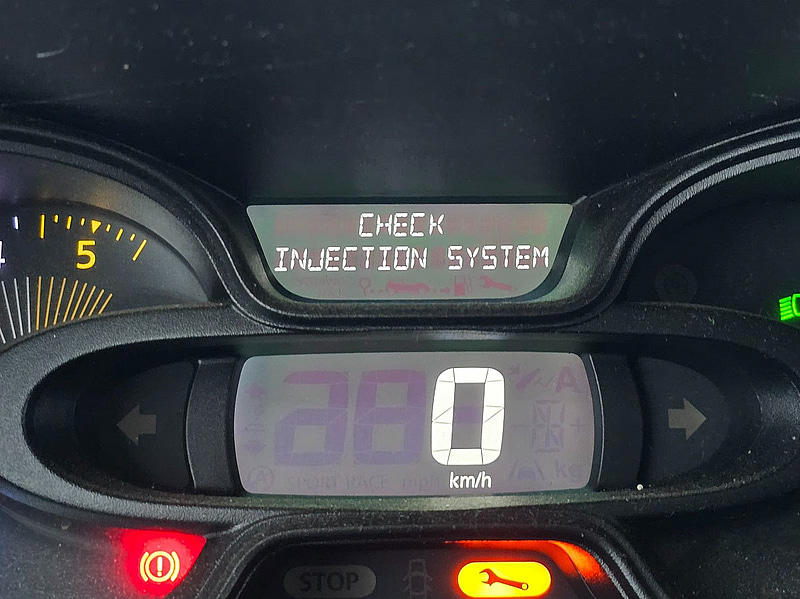 CHECK
INJECTION SYSTEM
5
0
km/h
STOP